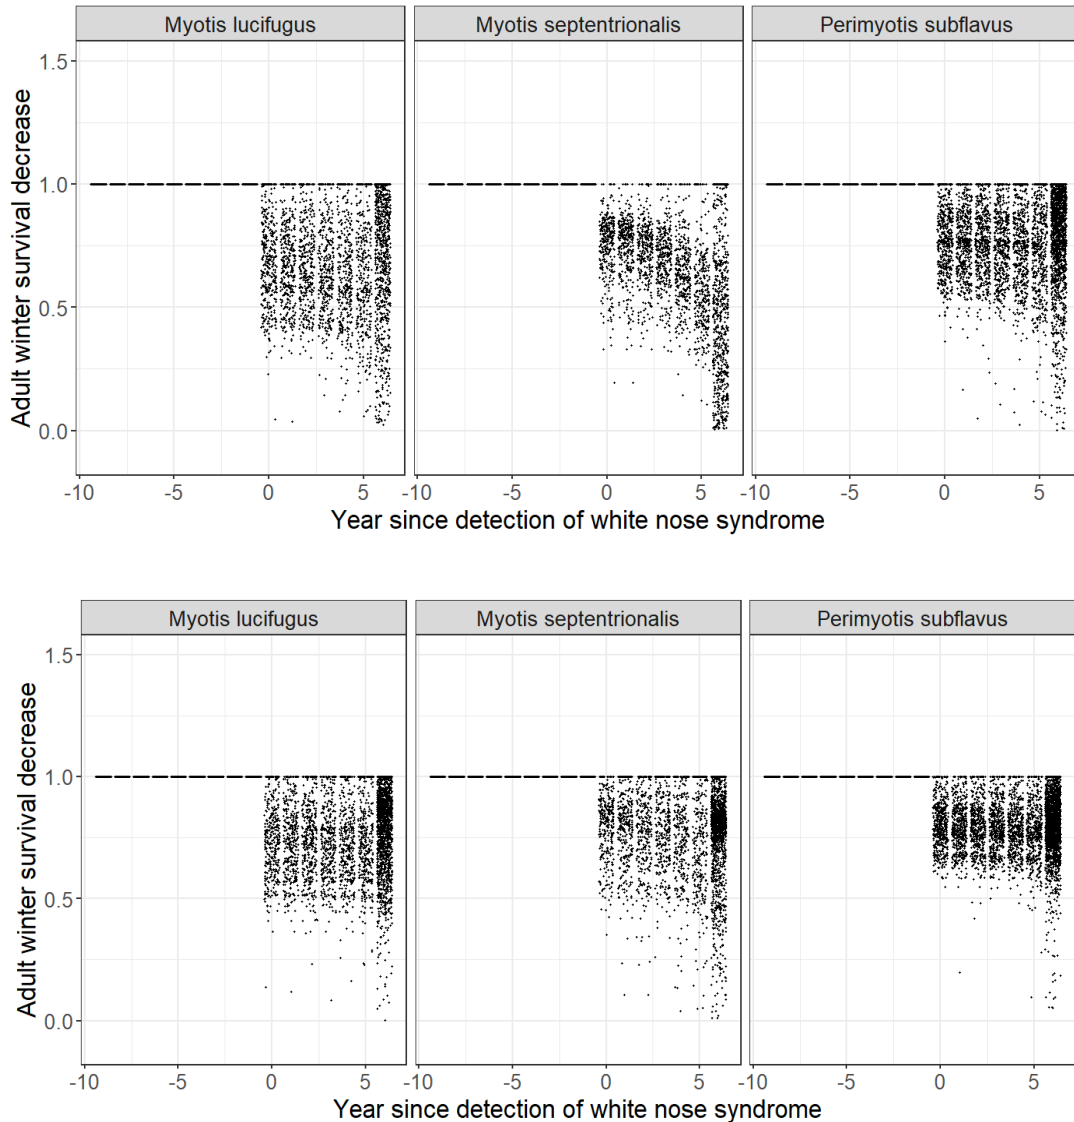 Myotis lucifugus Myotis septentrionalis Perimyotis subflavus
1.5
1.0
0.5
0.0
Adult winter survival decrease
-10 -5 0 5 -10 -5 0 5 -10 -5 0 5
Year since detection of white nose syndrome
Myotis lucifugus Myotis septentrionalis Perimyotis subflavus
1.5
1.0
0.5
0.0
Adult winter survival decrease
-10 -5 0 5 -10 -5 0 5 -10 -5 0 5
Year since detection of white nose syndrome